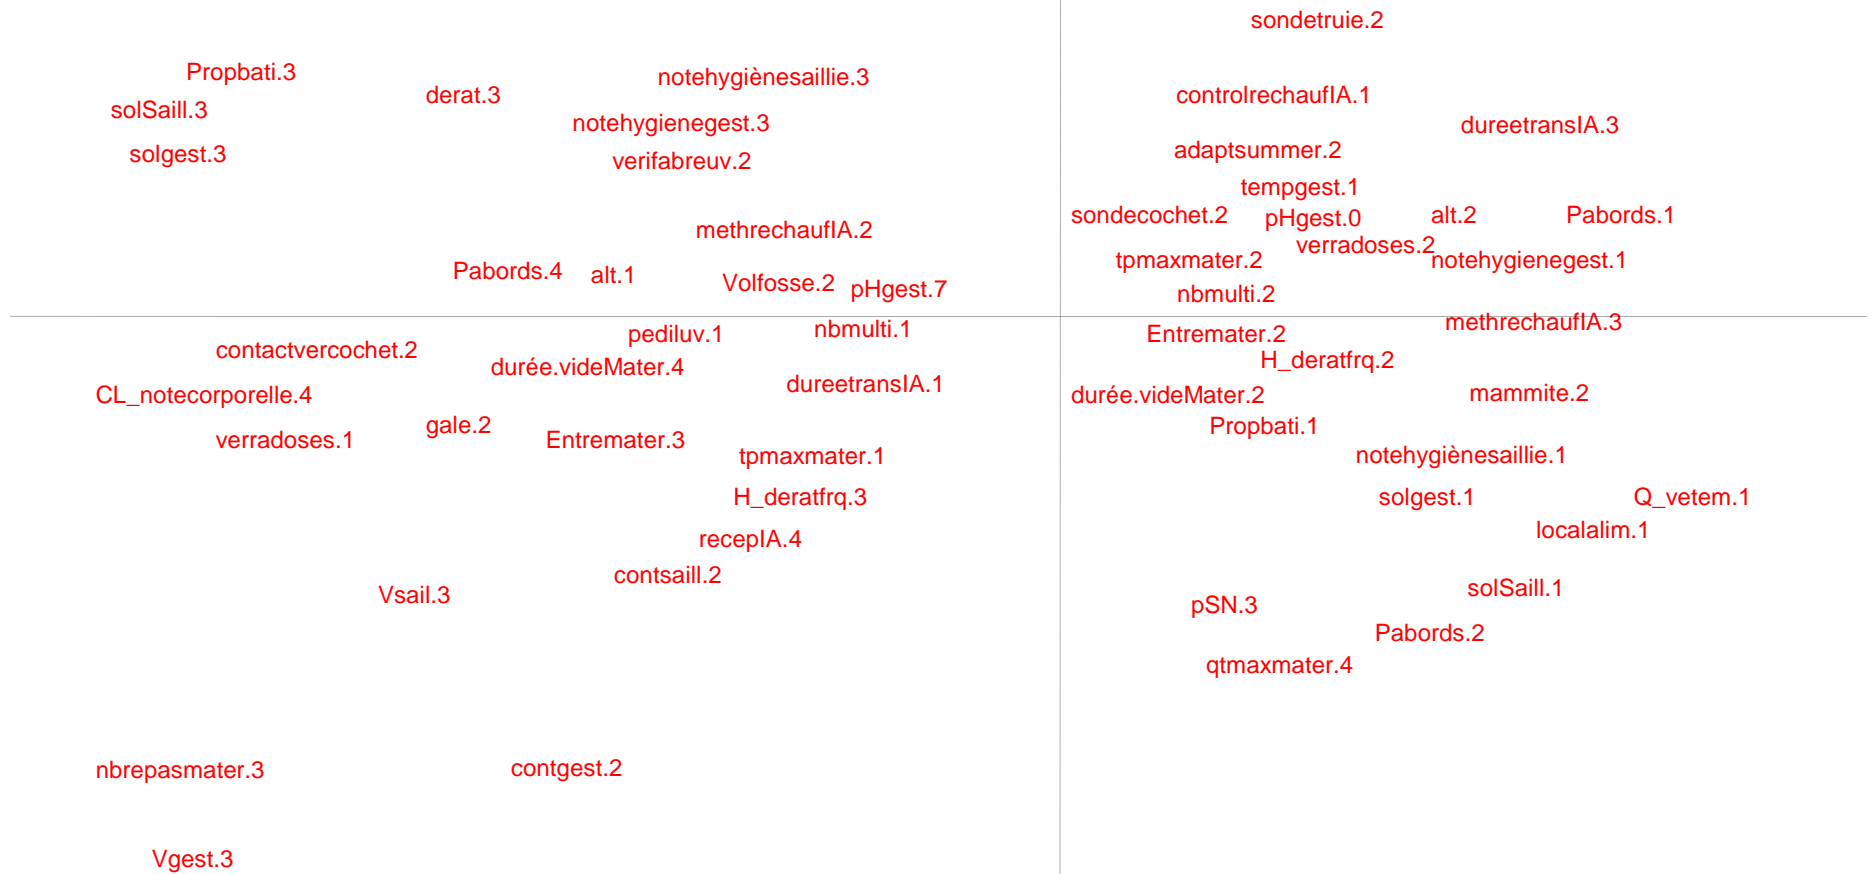 sondetruie.2
Propbati.3
notehygiènesaillie.3
derat.3
controlrechaufIA.1
solSaill.3
notehygienegest.3
dureetransIA.3
solgest.3
verifabreuv.2
adaptsummer.2
tempgest.1
sondecochet.2
pHgest.0
alt.2
Pabords.1
methrechaufIA.2
verradoses.2
tpmaxmater.2
notehygienegest.1
Pabords.4
alt.1
Volfosse.2
pHgest.7
nbmulti.2
pediluv.1
nbmulti.1
Entremater.2
methrechaufIA.3
contactvercochet.2
durée.videMater.4
H_deratfrq.2
CL_notecorporelle.4
dureetransIA.1
durée.videMater.2
mammite.2
verradoses.1
gale.2
Entremater.3
Propbati.1
tpmaxmater.1
notehygiènesaillie.1
H_deratfrq.3
solgest.1
Q_vetem.1
recepIA.4
localalim.1
contsaill.2
Vsail.3
pSN.3
solSaill.1
Pabords.2
qtmaxmater.4
nbrepasmater.3
contgest.2
Vgest.3